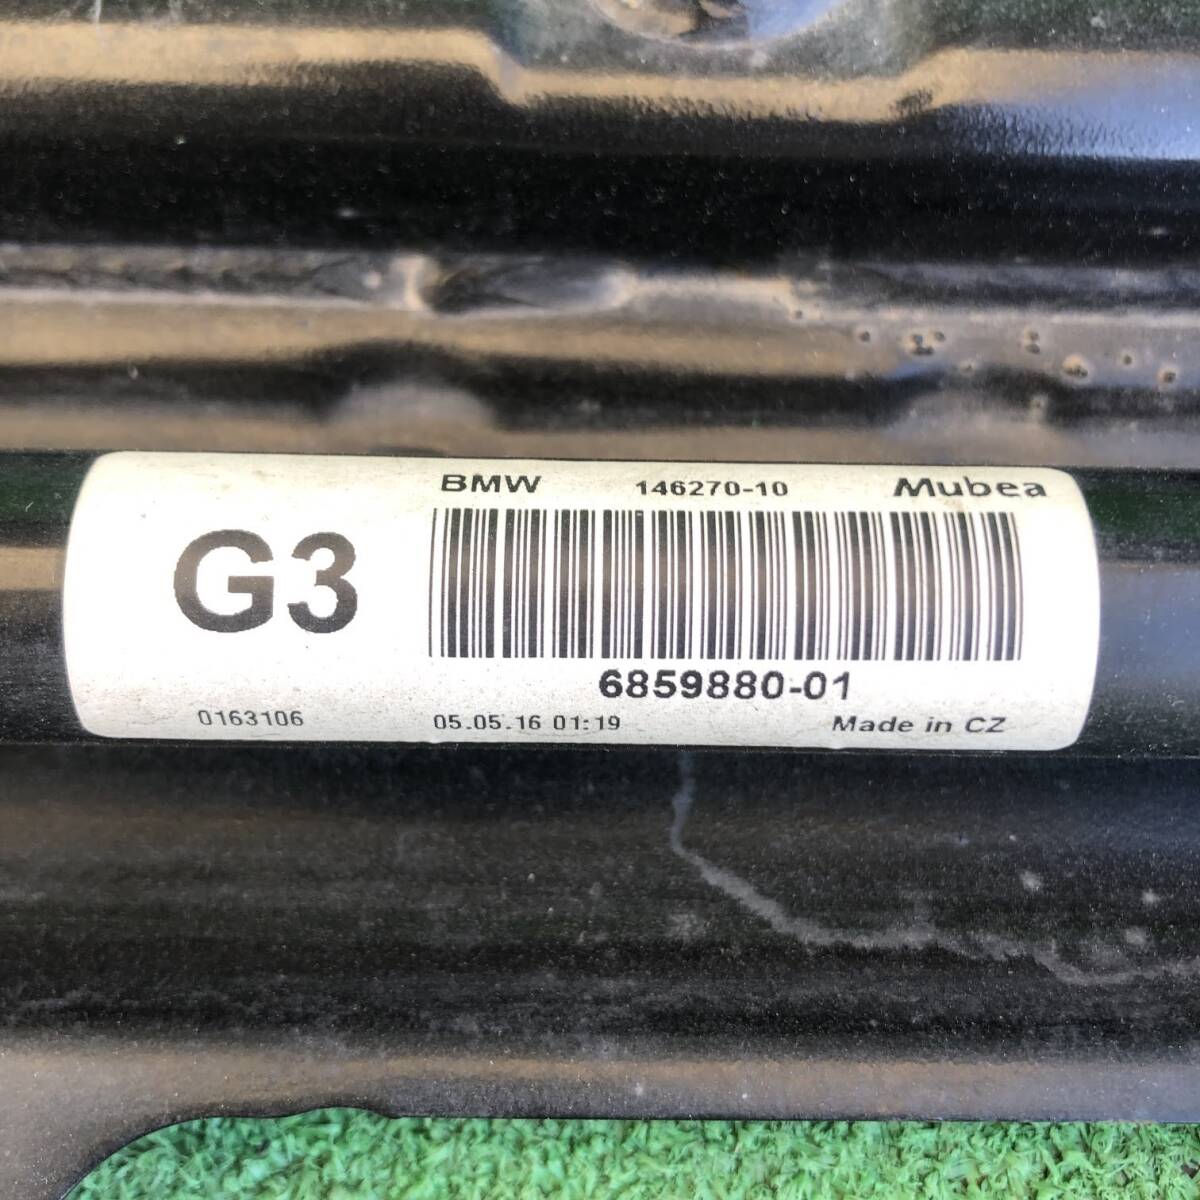 BMW 146270-10 Mubea
G3
6859880-01
0163106 05.05.16 01:19 Made in CZ